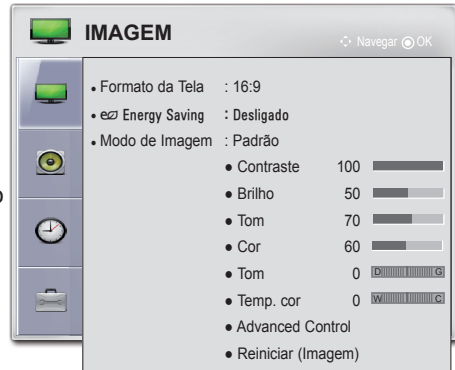 IMAGEM
Navegar OK
• Formato da Tela : 16:9
• Energy Saving : Desligado
• Modo de Imagem : Padrão
• Contraste 100
• Brilho 50
• Tom 70
• Cor 60
• Tom 0 D G
• Temp. cor 0 W C
• Advanced Control
• Reiniciar (Imagem)
o